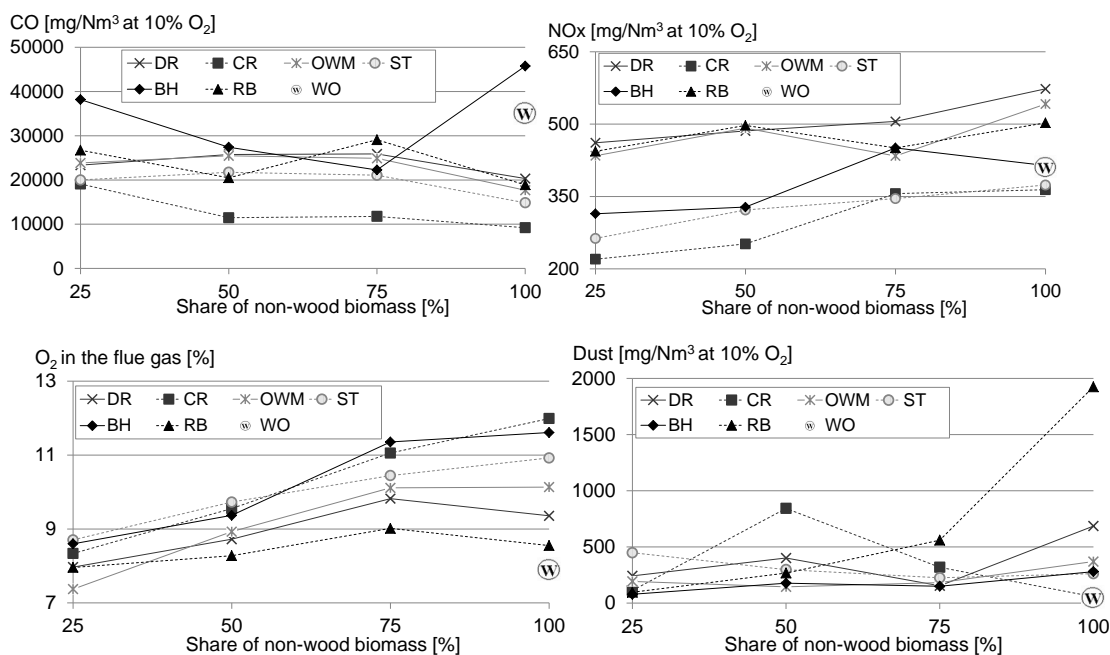 CO [mg/Nm³ at 10% O₂]
50000
40000
30000
20000
10000
0
DR CR OWM ST
BH RB WO
W
25 50 75 100
Share of non-wood biomass [%]
NOx [mg/Nm³ at 10% O₂]
650
500
350
200
DR CR OWM ST
BH RB WO
W
25 50 75 100
Share of non-wood biomass [%]
O₂ in the flue gas [%]
13
11
9
7
DR CR OWM ST
BH RB WO
W
25 50 75 100
Share of non-wood biomass [%]
Dust [mg/Nm³ at 10% O₂]
2000
1500
1000
500
0
DR CR OWM ST
BH RB WO
W
25 50 75 100
Share of non-wood biomass [%]